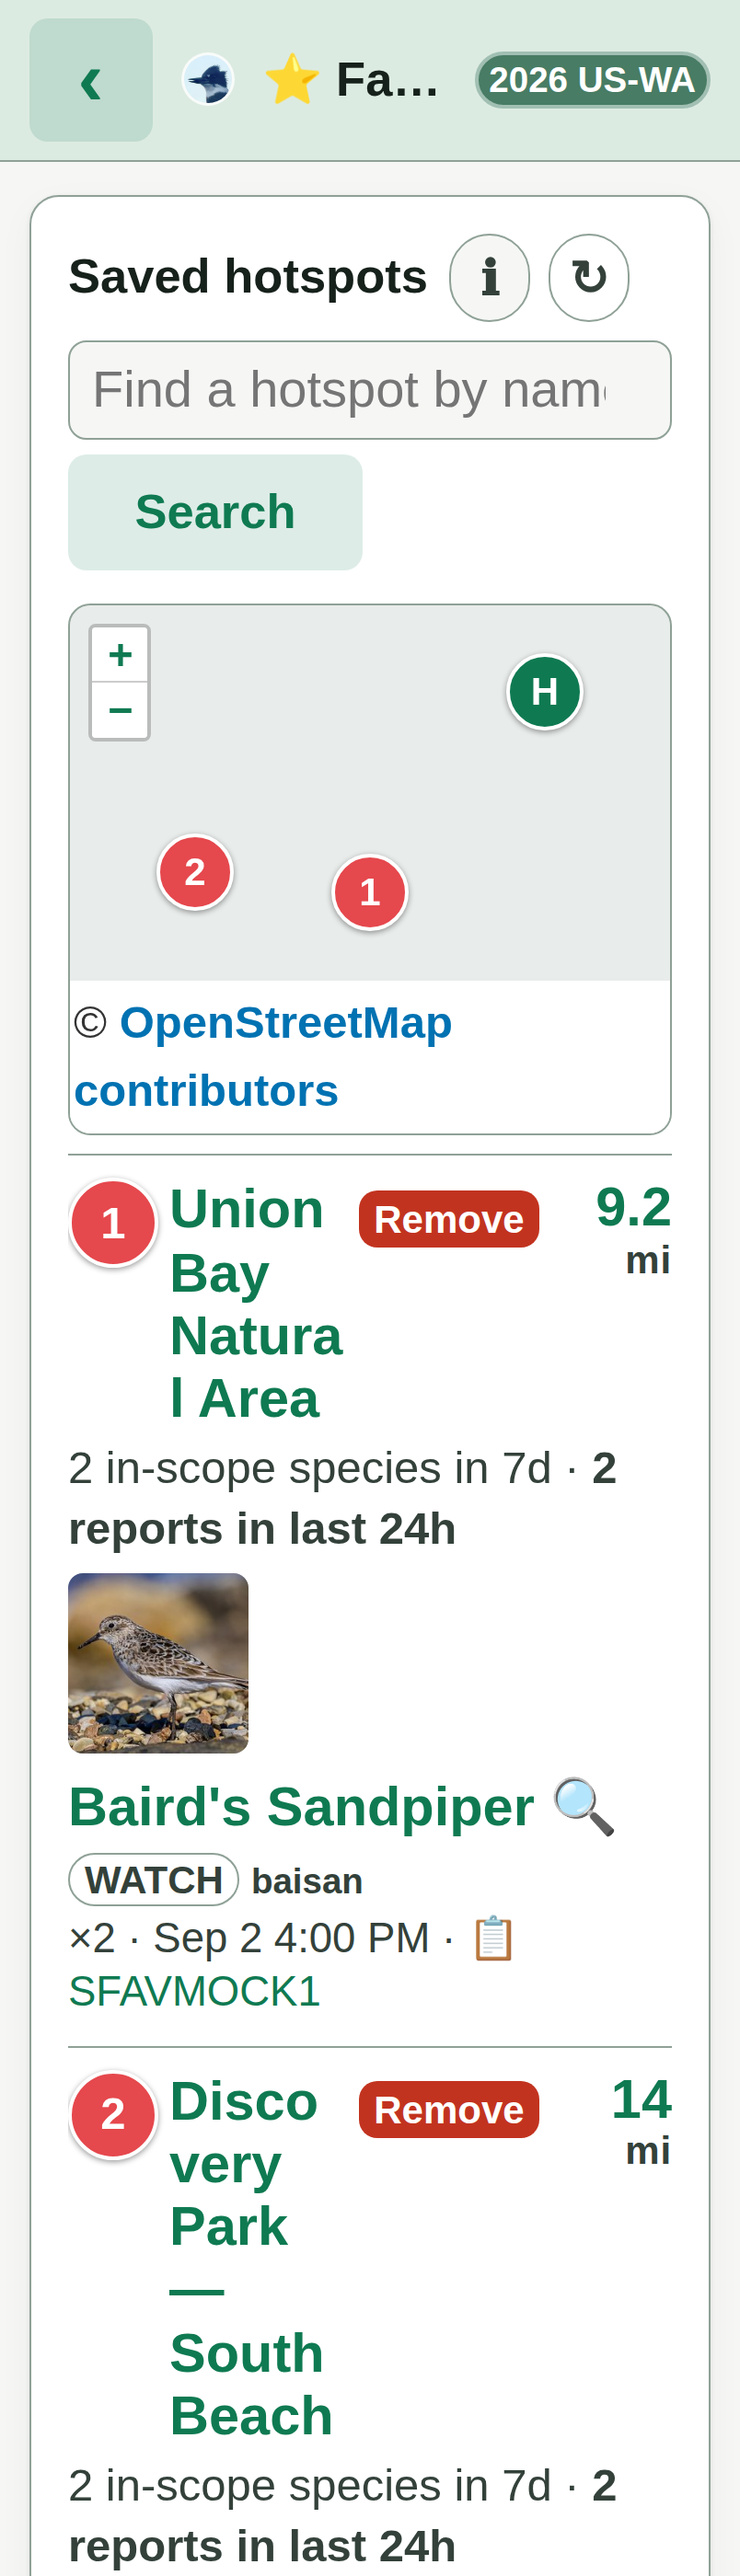 ‹ ⭐ Fa... 2026 US-WA
Saved hotspots ℹ ↻
Find a hotspot by name
Search
+
−
H
2
1
© OpenStreetMap
contributors
1 Union Remove 9.2
Bay mi
Natura
l Area
2 in-scope species in 7d · 2
reports in last 24h
Baird's Sandpiper 🔍
WATCH baisan
×2 · Sep 2 4:00 PM · 📋
SFAVMOCK1
2 Disco Remove 14
very mi
Park
—
South
Beach
2 in-scope species in 7d · 2
reports in last 24h